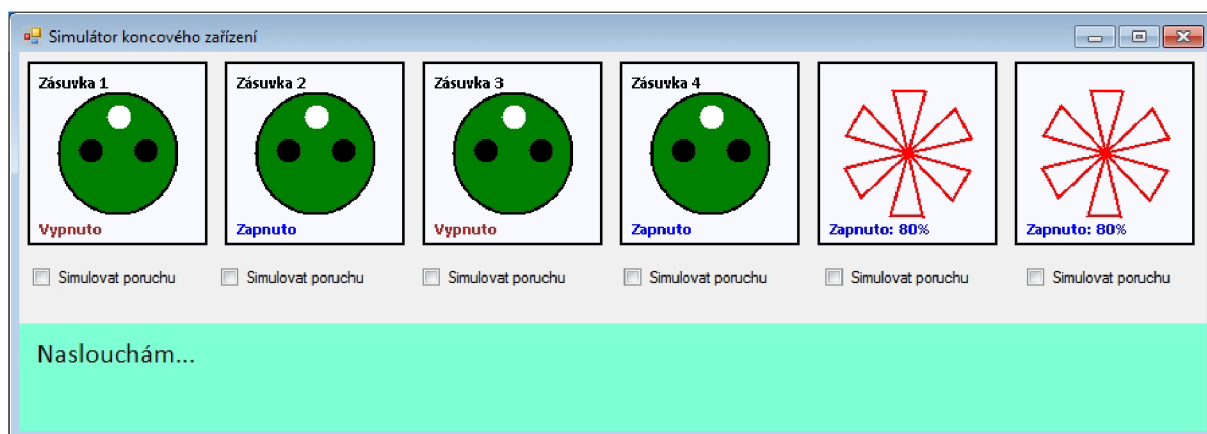 Simulátor koncového zařízení
Zásuvka 1
Zásuvka 2
Zásuvka 3
Zásuvka 4
Vypnuto
Zapnuto
Vypnuto
Zapnuto
Zapnuto: 80%
Zapnuto: 80%
Simulovat poruchu
Simulovat poruchu
Simulovat poruchu
Simulovat poruchu
Simulovat poruchu
Simulovat poruchu
Naslouchám...